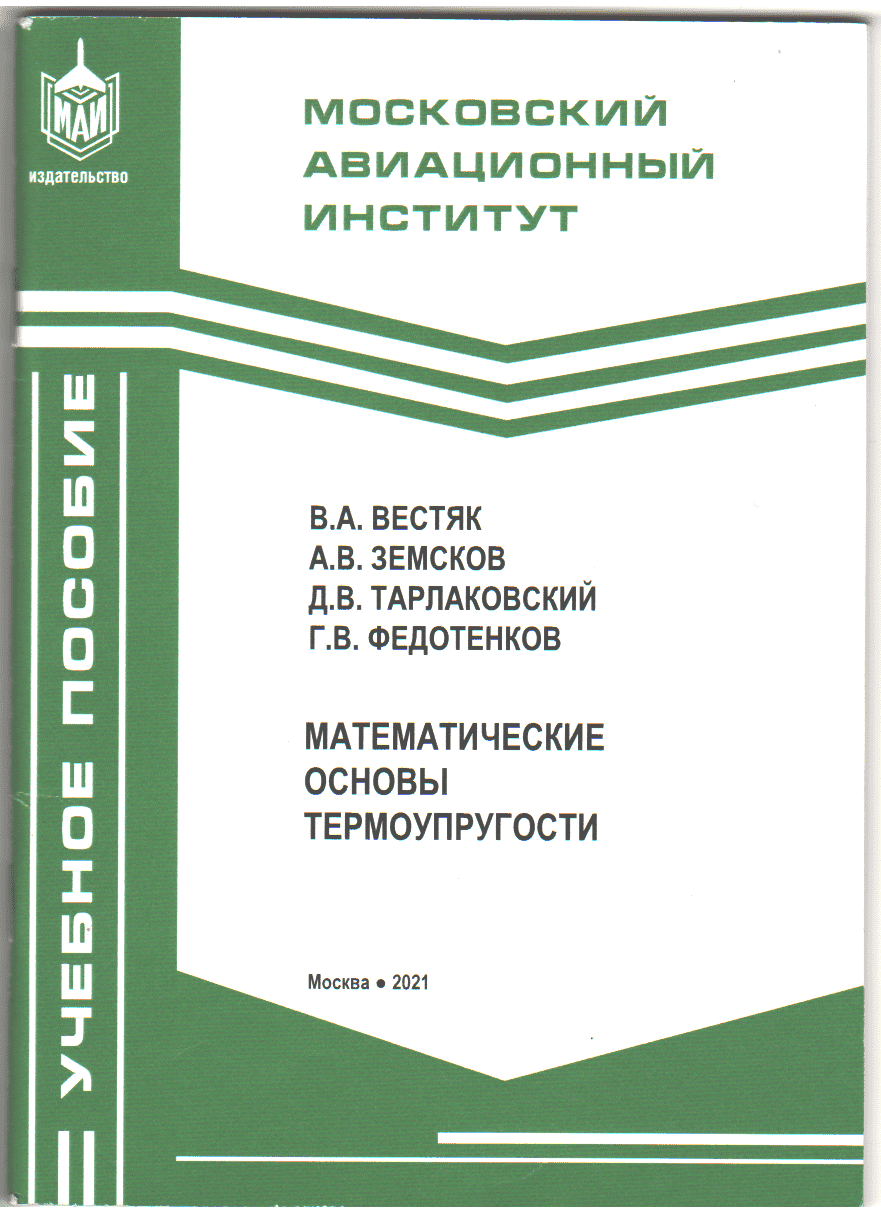 МАИ
издательство
МОСКОВСКИЙ
АВИАЦИОННЫЙ
ИНСТИТУТ
УЧЕБНОЕ ПОСОБИЕ
В.А. ВЕСТЯК
А.В. ЗЕМСКОВ
Д.В. ТАРЛАКОВСКИЙ
Г.В. ФЕДОТЕНКОВ
МАТЕМАТИЧЕСКИЕ
ОСНОВЫ
ТЕРМОУПРУГОСТИ
Москва ● 2021